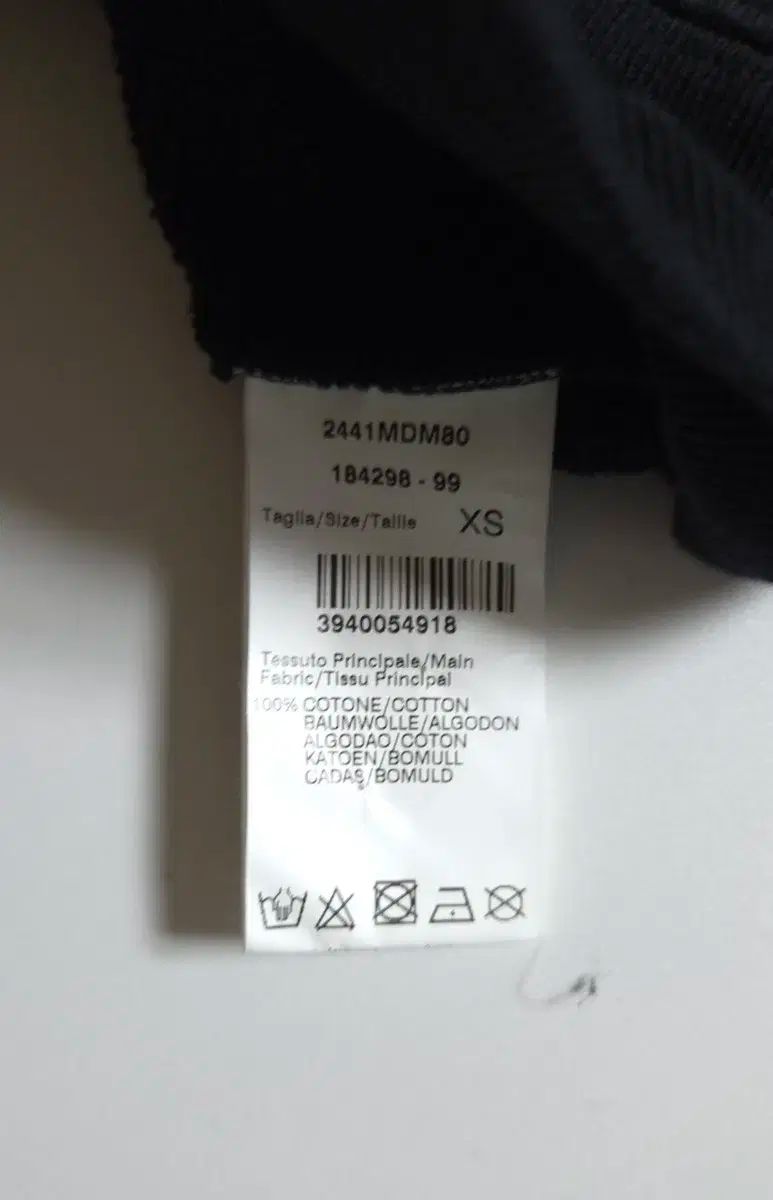 2441MDM80
184298 - 99
Taglia/Size/Taille XS
3940054918
Tessuto Principale/Main
Fabric/Tissu Principal
100% COTONE/COTTON
BAUMWOLLE/ALGODON
ALGODAO/COTON
KATOEN/BOMULL
CADAS/BOMULD